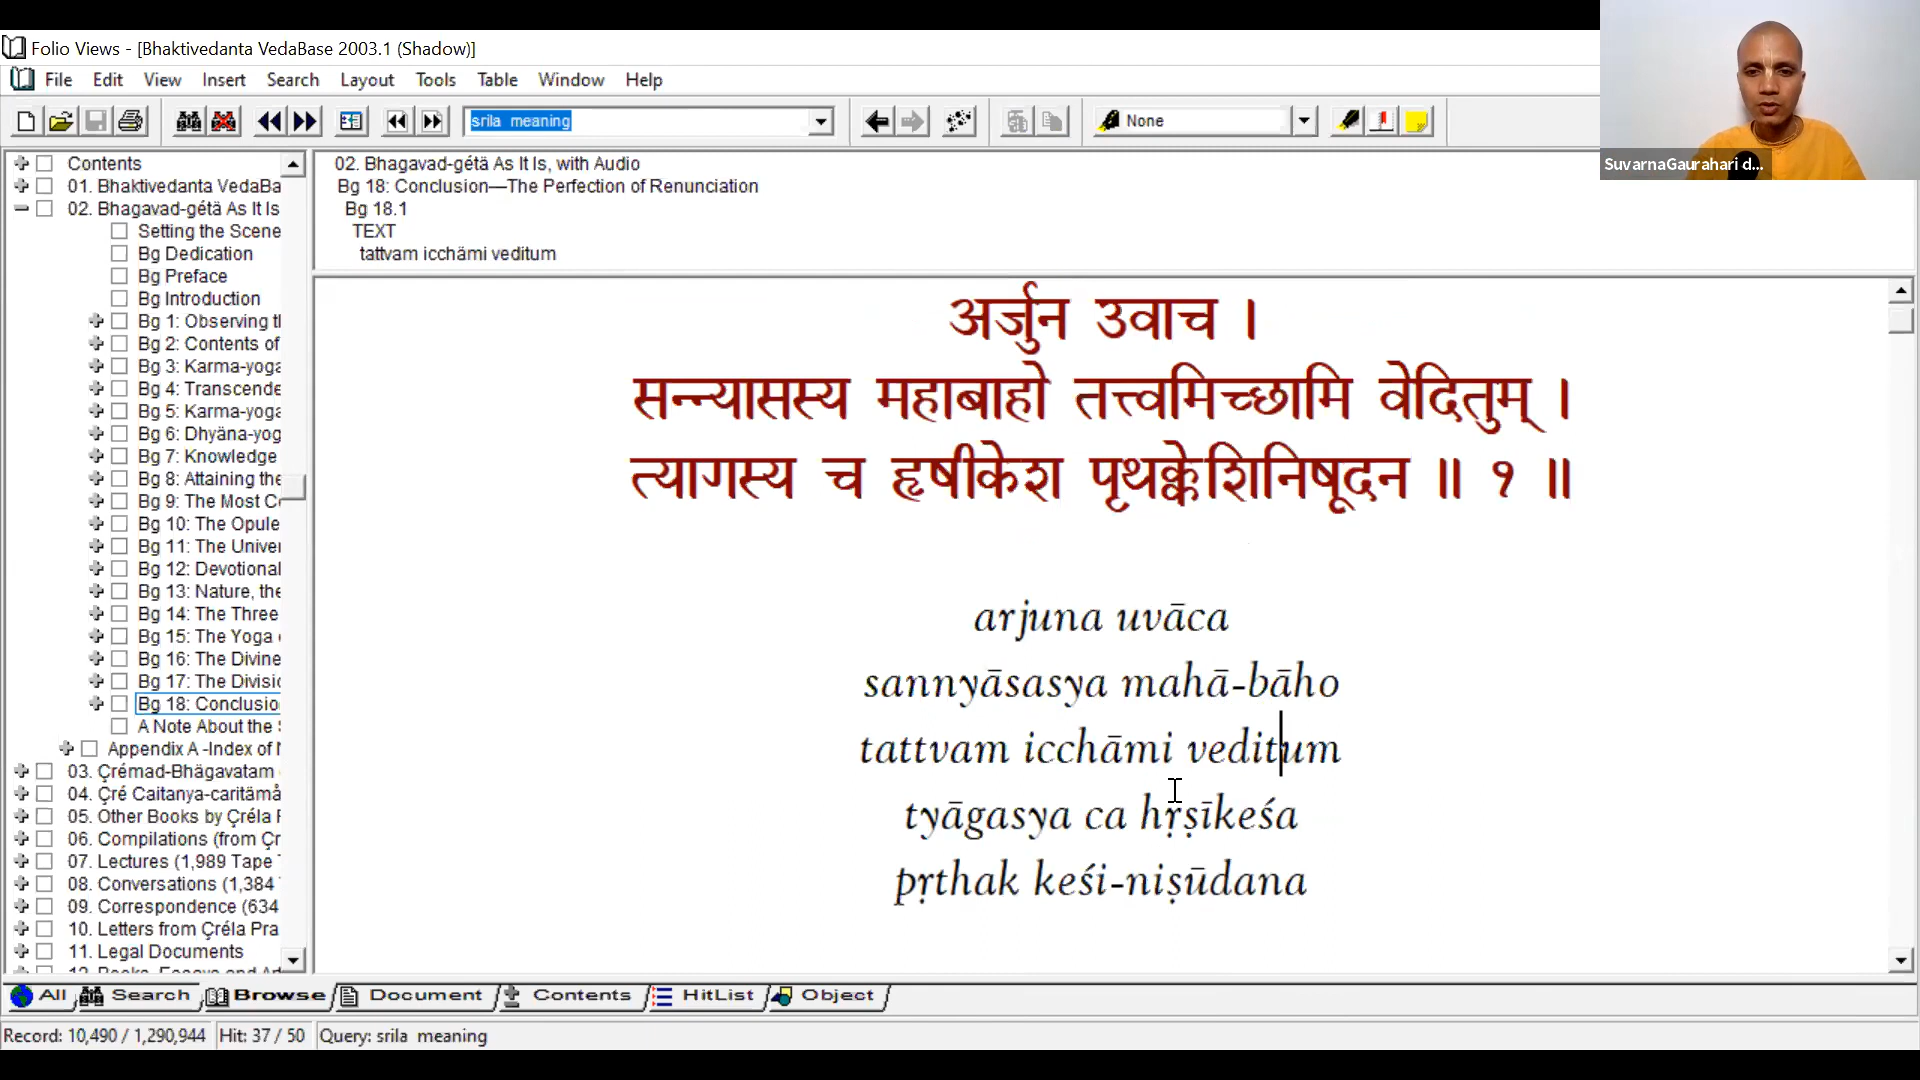 Folio Views - [Bhaktivedanta VedaBase 2003.1 (Shadow)]
File Edit View Insert Search Layout Tools Table Window Help
srila meaning
None
SuvarnaGaurahari d...
Contents
01. Bhaktivedanta VedaBa
02. Bhagavad-gétä As It Is
Setting the Scene
Bg Dedication
Bg Preface
Bg Introduction
Bg 1: Observing tl
Bg 2: Contents of
Bg 3: Karma-yoga
Bg 4: Transcende
Bg 5: Karma-yoga
Bg 6: Dhyäna-yog
Bg 7: Knowledge
Bg 8: Attaining the
Bg 9: The Most Co
Bg 10: The Opule
Bg 11: The Univer
Bg 12: Devotional
Bg 13: Nature, the
Bg 14: The Three
Bg 15: The Yoga
Bg 16: The Divine
Bg 17: The Divisic
Bg 18: Conclusio
A Note About the
Appendix A -Index of
03. Çrémad-Bhägavatam
04. Çré Caitanya-caritämå
05. Other Books by Çréla
06. Compilations (from Çr
07. Lectures (1,989 Tape
08. Conversations (1,384
09. Correspondence (634
10. Letters from Çréla Pra
11. Legal Documents
02. Bhagavad-gétä As It Is, with Audio
Bg 18: Conclusion—The Perfection of Renunciation
Bg 18.1
TEXT
tattvam icchämi veditum
अर्जुन उवाच ।
सन्न्यासस्य महाबाहो तत्त्वमिच्छामि वेदितुम् ।
त्यागस्य च हृषीकेश पृथक्केशिनिषूदन ॥ १ ॥
arjuna uvāca
sannyāsasya mahā-bāho
tattvam icchāmi veditum
tyāgasya ca hṛṣīkeśa
pṛthak keśi-niṣūdana
All Search Browse Document Contents HitList Object
Record: 10,490 / 1,290,944 Hit: 37 / 50 Query: srila meaning